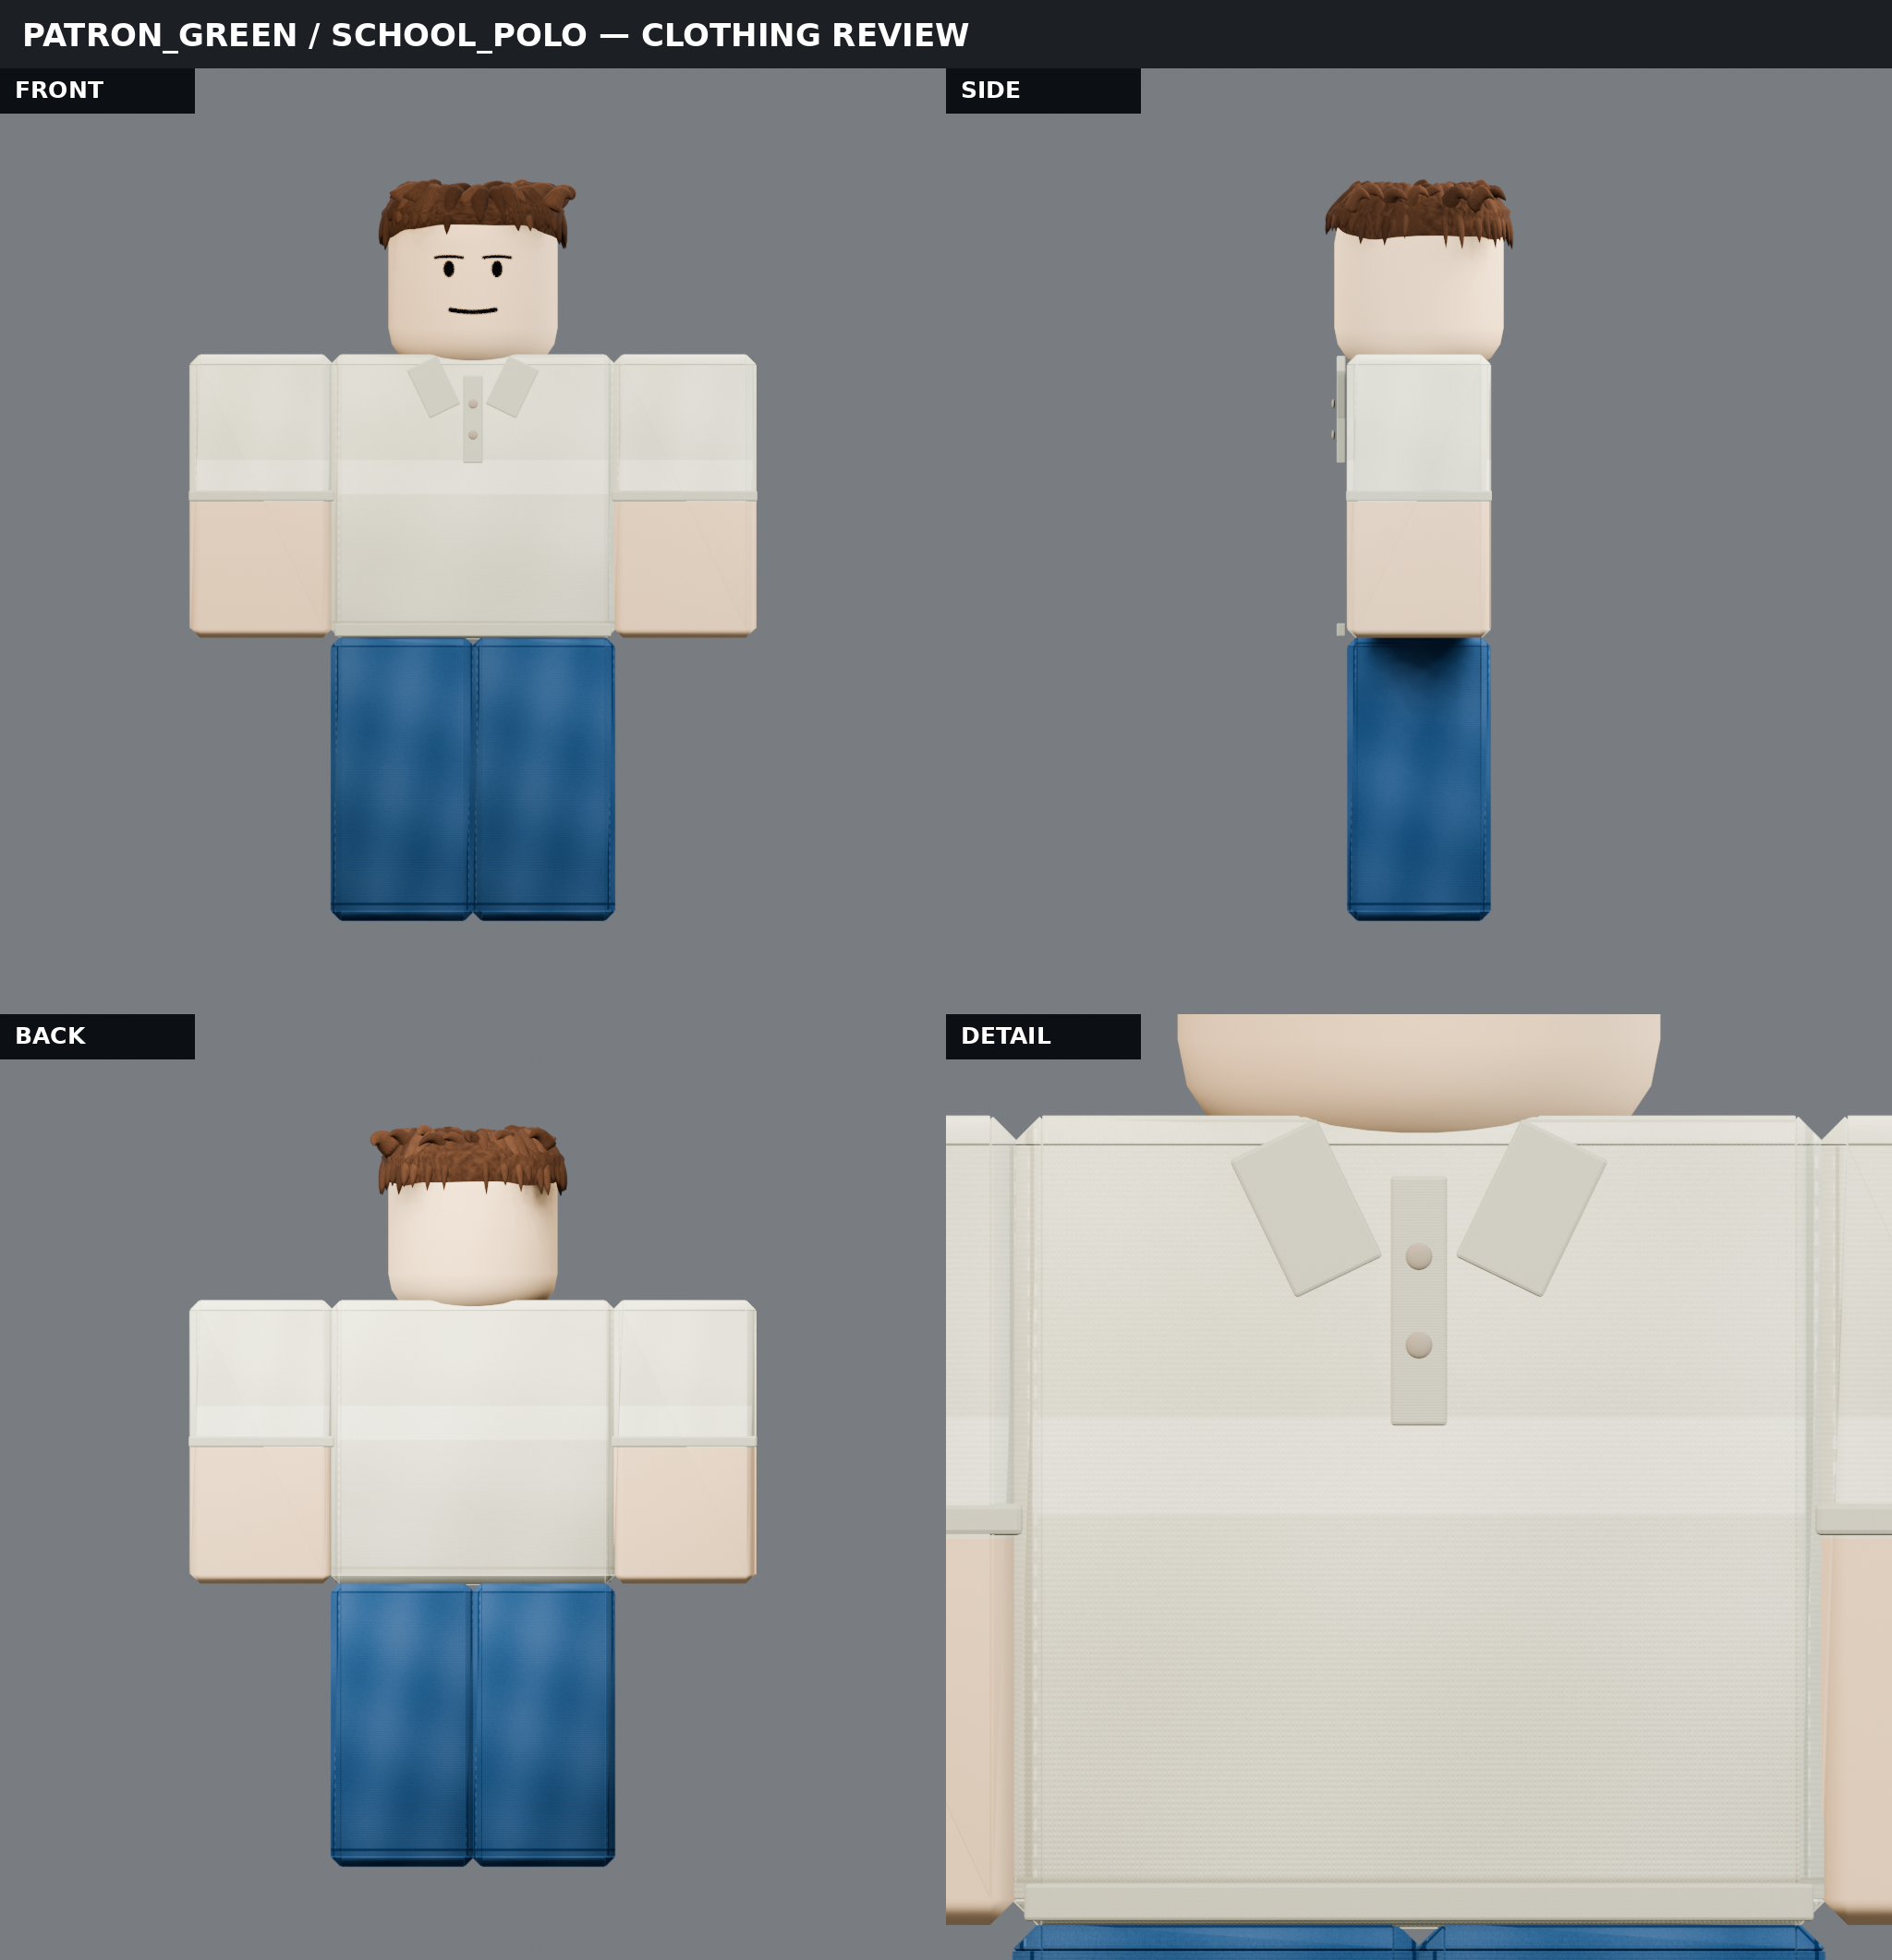 PATRON_GREEN / SCHOOL_POLO — CLOTHING REVIEW
FRONT
SIDE
BACK
DETAIL